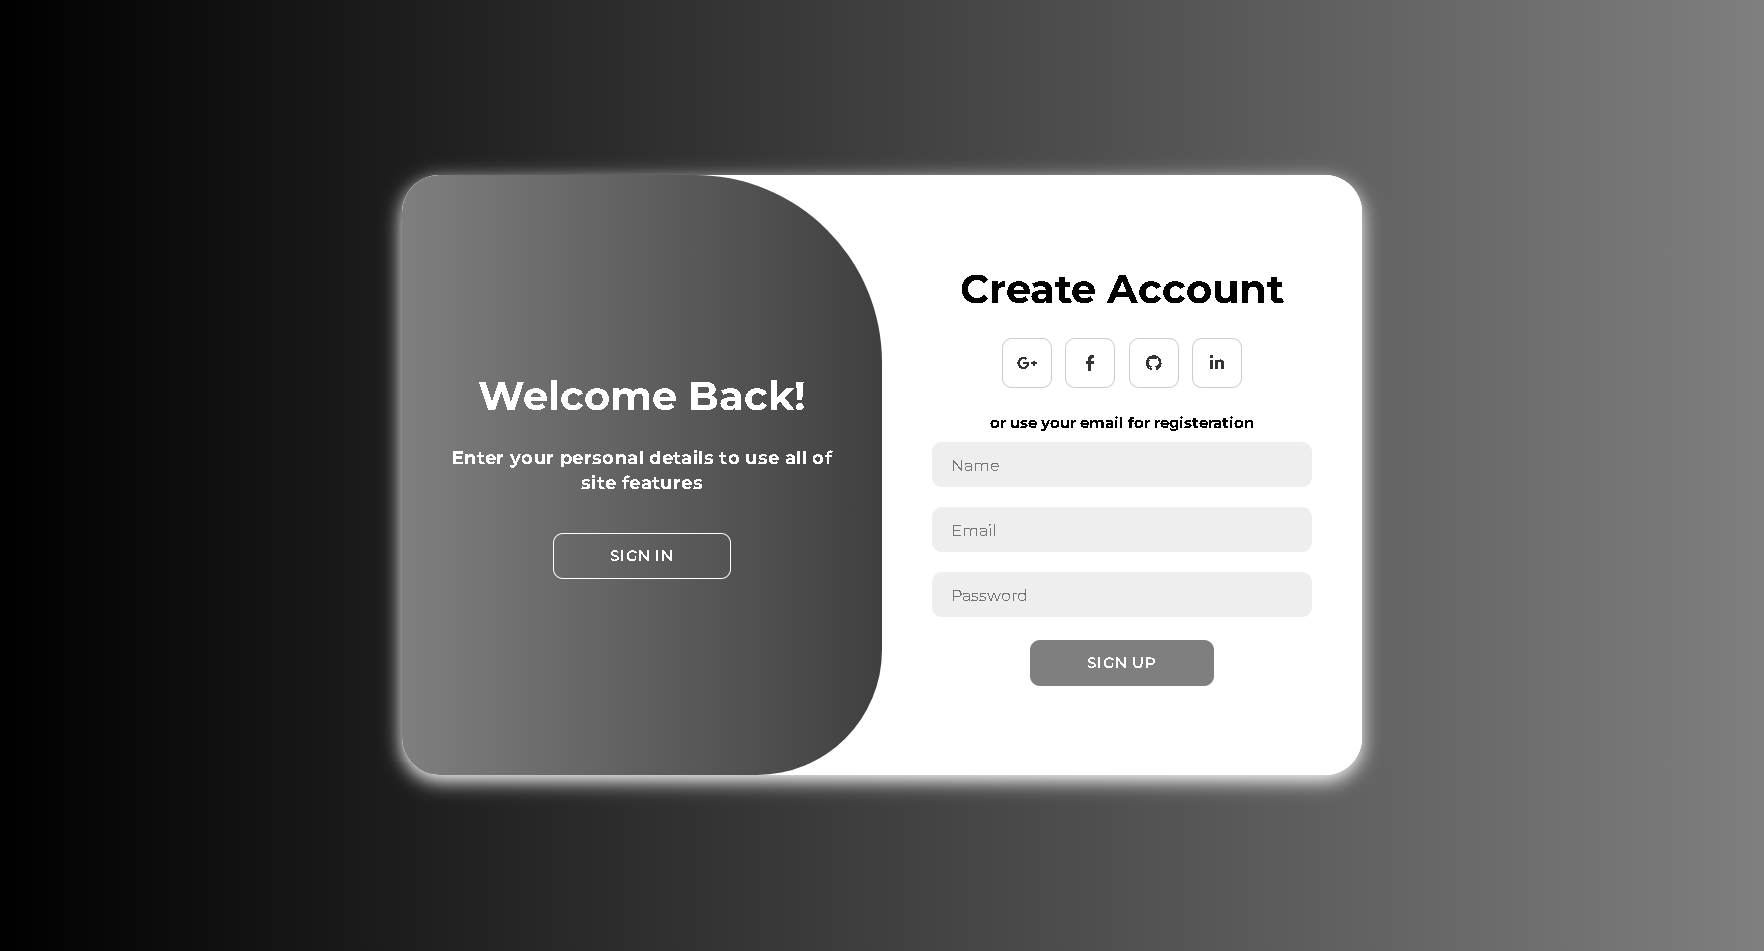 Welcome Back!
Enter your personal details to use all of
site features
SIGN IN
Create Account
G+
f
in
or use your email for registeration
Name
Email
Password
SIGN UP